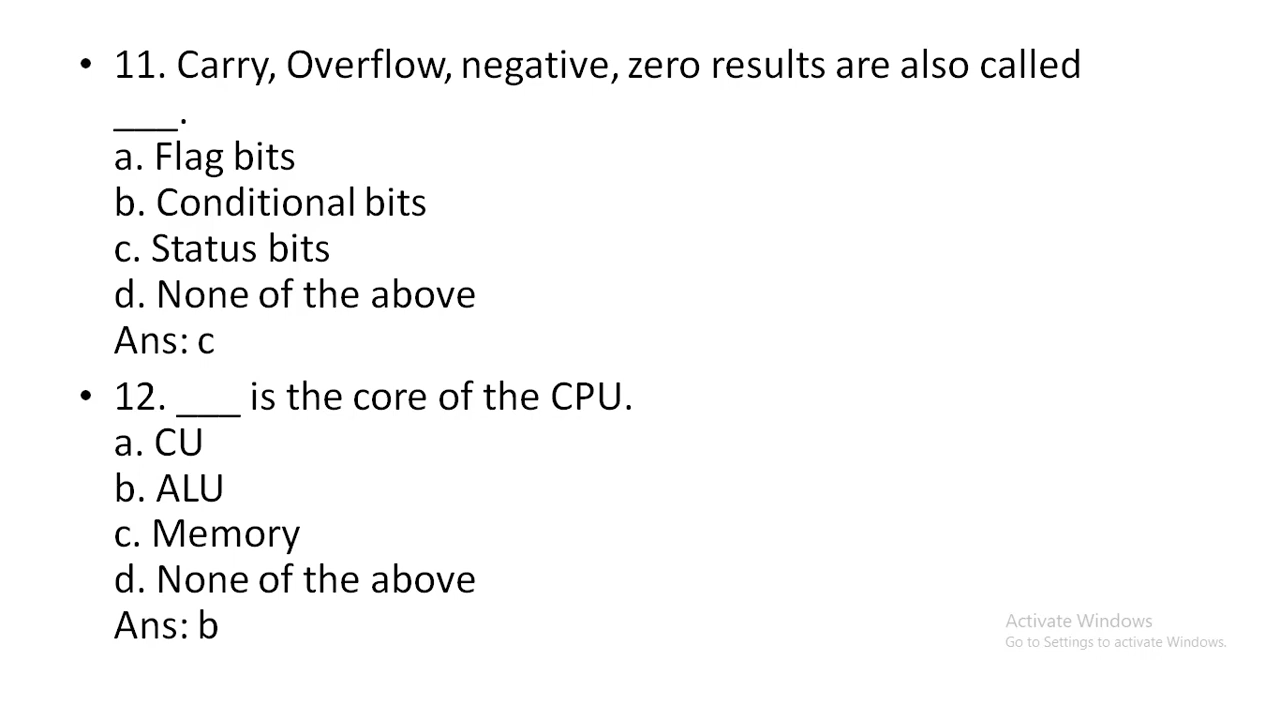 • 11. Carry, Overflow, negative, zero results are also called
___.
a. Flag bits
b. Conditional bits
c. Status bits
d. None of the above
Ans: c
• 12. ___ is the core of the CPU.
a. CU
b. ALU
c. Memory
d. None of the above
Ans: b
Activate Windows
Go to Settings to activate Windows.